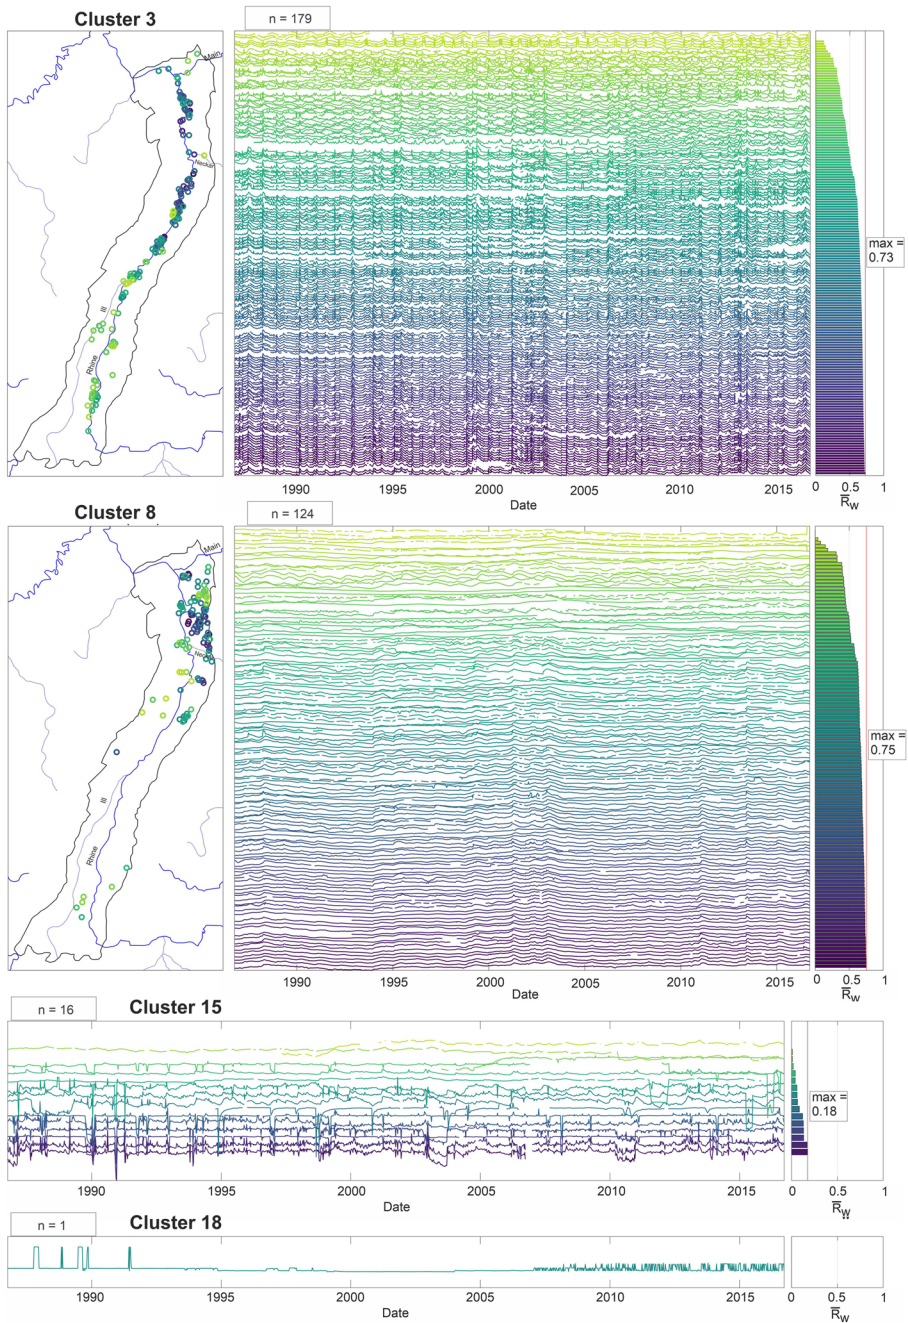 Cluster 3
n = 179
Main
Neckar
Ill
Rhine
max =
0.73
1990 1995 2000 2005 2010 2015
Date
0 0.5 1
R̅w
Cluster 8
n = 124
Main
Neckar
Ill
Rhine
max =
0.75
1990 1995 2000 2005 2010 2015
Date
0 0.5 1
R̅w
n = 16 Cluster 15
max =
0.18
1990 1995 2000 2005 2010 2015
Date
0 0.5 1
R̅w
n = 1 Cluster 18
1990 1995 2000 2005 2010 2015
Date
0 0.5 1
R̅w